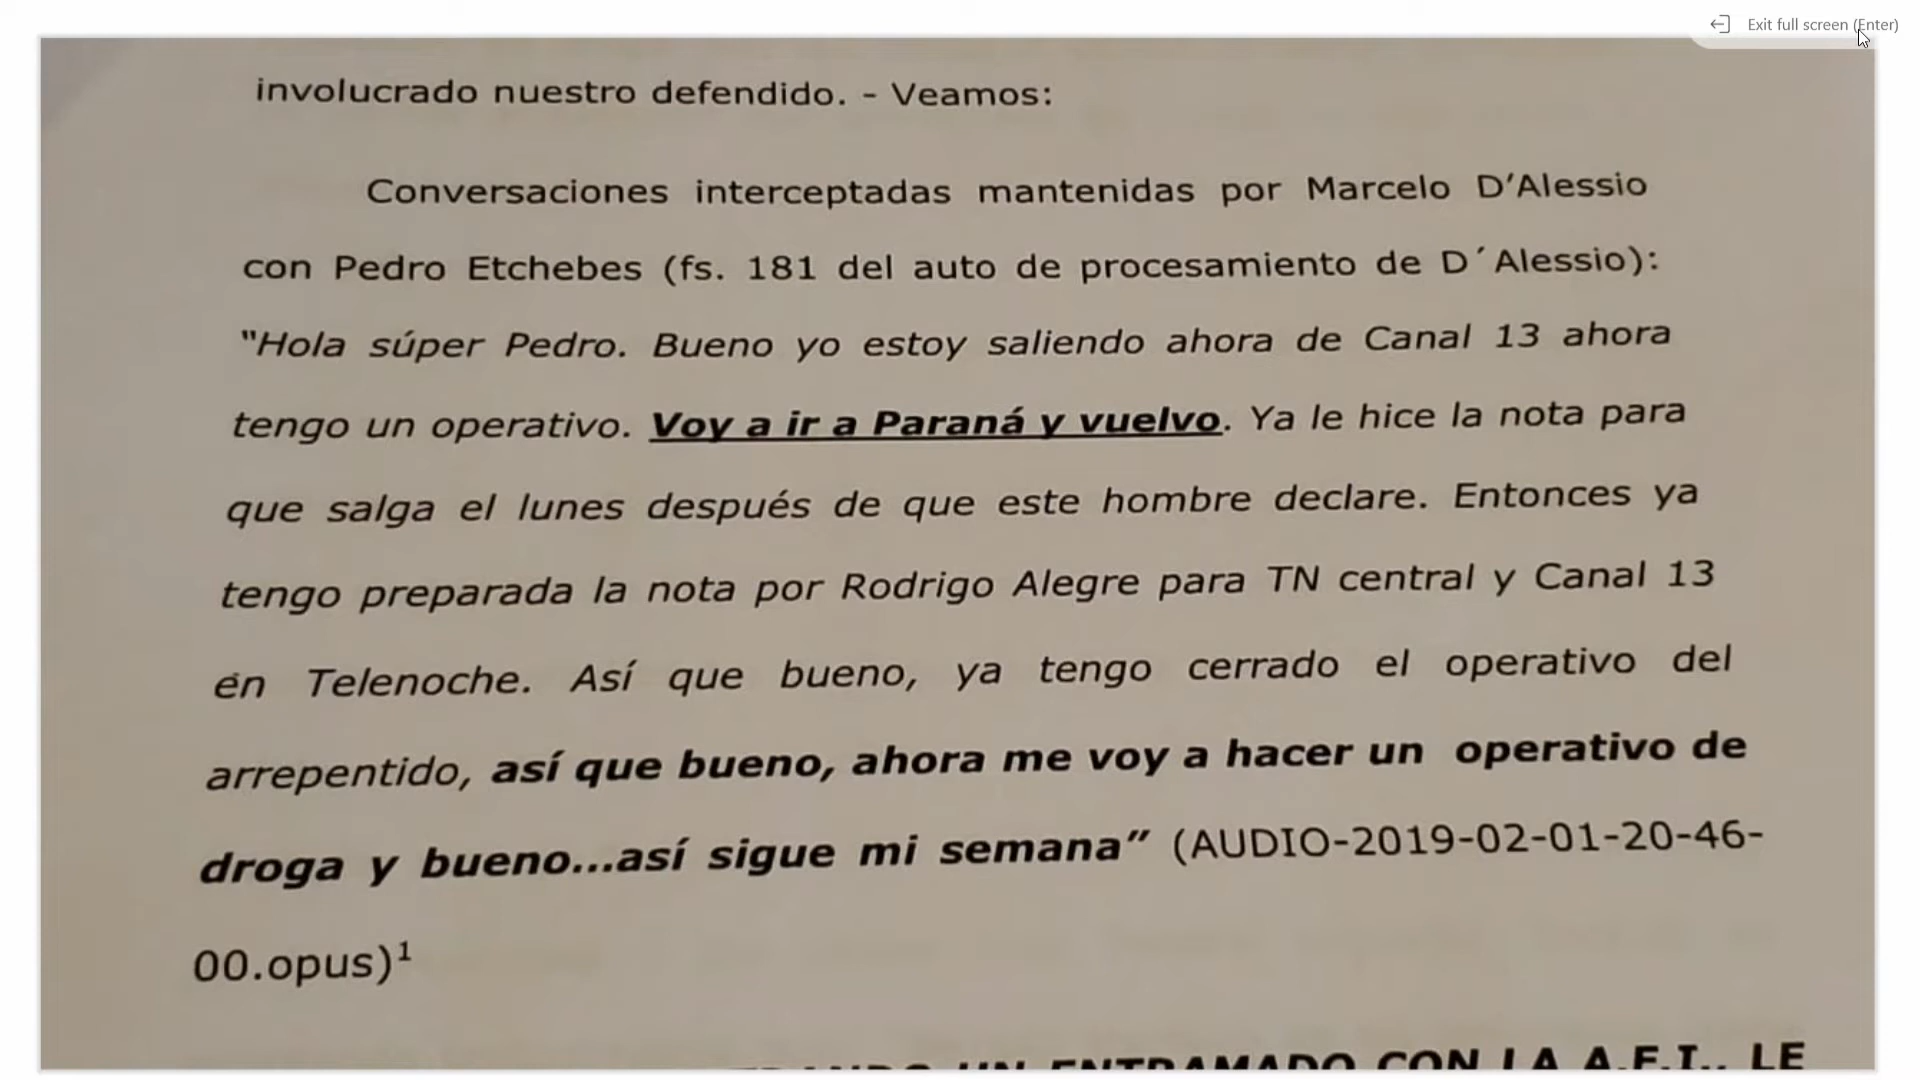 Exit full screen (Enter)
involucrado nuestro defendido. - Veamos:
Conversaciones interceptadas mantenidas por Marcelo D'Alessio
con Pedro Etchebes (fs. 181 del auto de procesamiento de D´Alessio):
"Hola súper Pedro. Bueno yo estoy saliendo ahora de Canal 13 ahora
tengo un operativo. Voy a ir a Paraná y vuelvo. Ya le hice la nota para
que salga el lunes después de que este hombre declare. Entonces ya
tengo preparada la nota por Rodrigo Alegre para TN central y Canal 13
en Telenoche. Así que bueno, ya tengo cerrado el operativo del
arrepentido, así que bueno, ahora me voy a hacer un operativo de
droga y bueno...así sigue mi semana" (AUDIO-2019-02-01-20-46-
00.opus)¹
UN ENTRAMADO CON LA A.F.I., LE